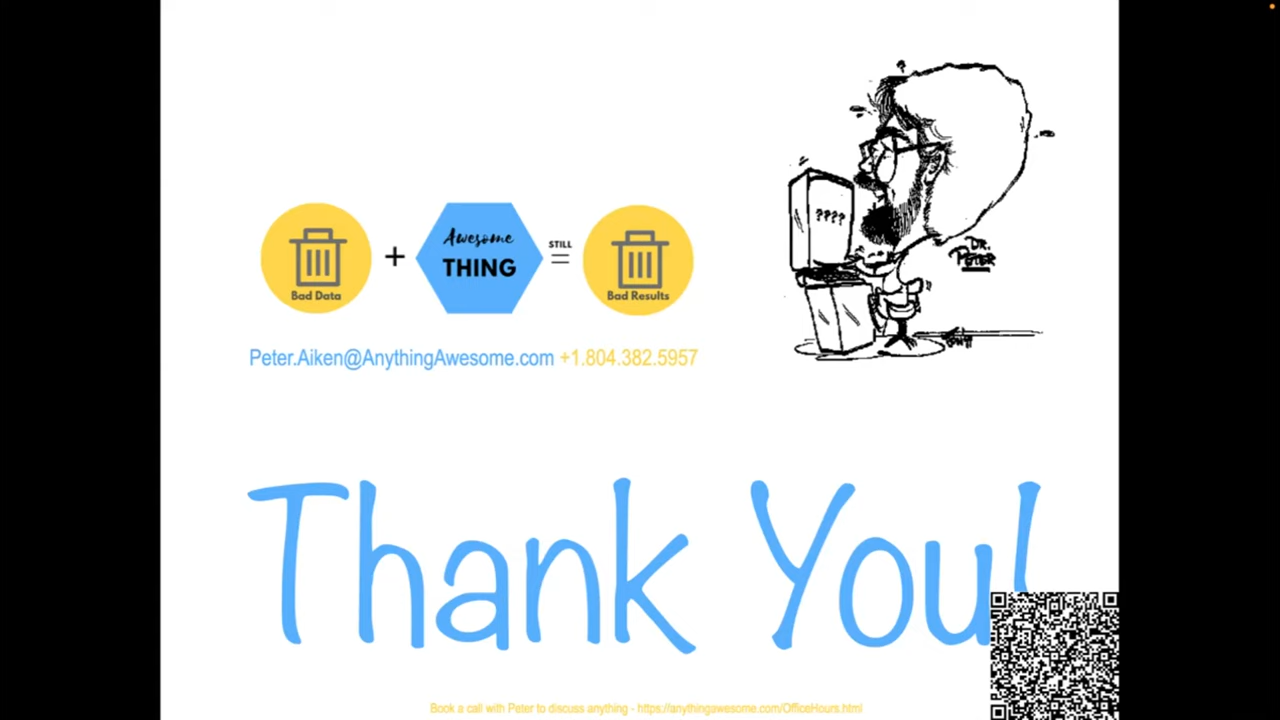 ?
Awesome
THING
+
STILL
=
Bad Data
Bad Results
????
DR.
PETER
Peter.Aiken@AnythingAwesome.com +1.804.382.5957
Thank You!
Book a call with Peter to discuss anything - https://anythingawesome.com/OfficeHours.html